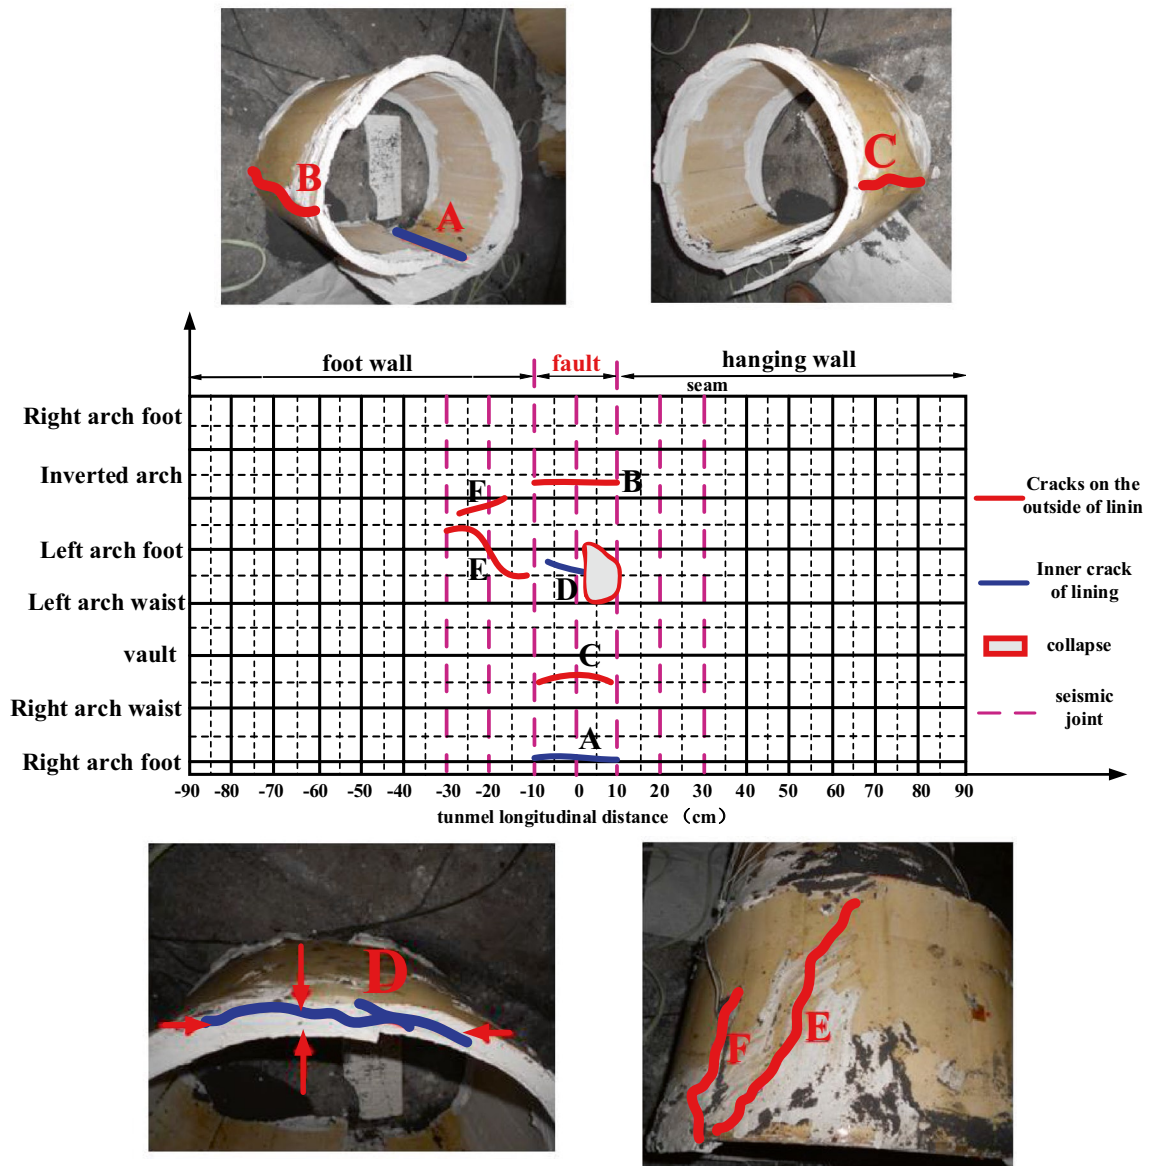 B
A
C
foot wall
fault
hanging wall
seam
Right arch foot
Inverted arch
B
F
Cracks on the
outside of linin
Left arch foot
E
D
Inner crack
of lining
Left arch waist
vault
C
collapse
Right arch waist
seismic
joint
A
Right arch foot
-90 -80 -70 -60 -50 -40 -30 -20 -10 0 10 20 30 40 50 60 70 80 90
tunmel longitudinal distance （cm）
D
F
E